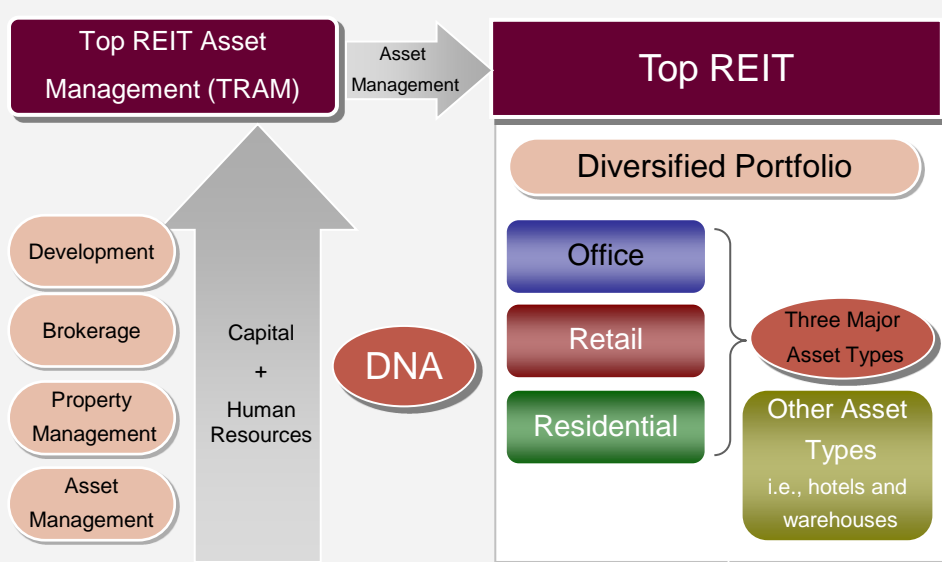 Top REIT Asset
Management (TRAM)
Asset
Management
Top REIT
Diversified Portfolio
Development
Brokerage
Property
Management
Asset
Management
Capital
+
Human
Resources
DNA
Office
Retail
Residential
Three Major
Asset Types
Other Asset
Types
i.e., hotels and
warehouses